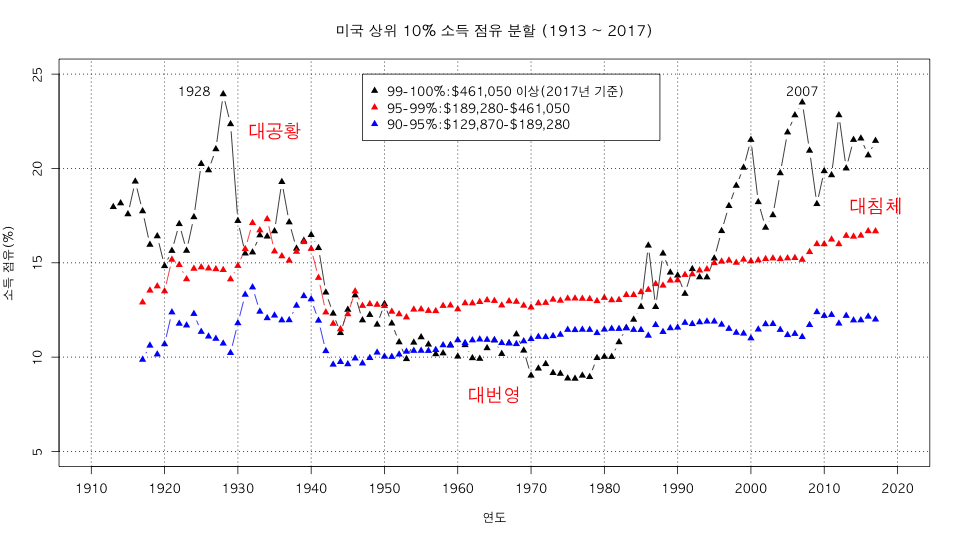 미국 상위 10% 소득 점유 분할 (1913 ~ 2017)
25
20
15
10
5
소득 점유(%)
1928
대공황
99-100%:$461,050 이상(2017년 기준)
95-99%:$189,280-$461,050
90-95%:$129,870-$189,280
2007
대침체
대번영
1910 1920 1930 1940 1950 1960 1970 1980 1990 2000 2010 2020
연도